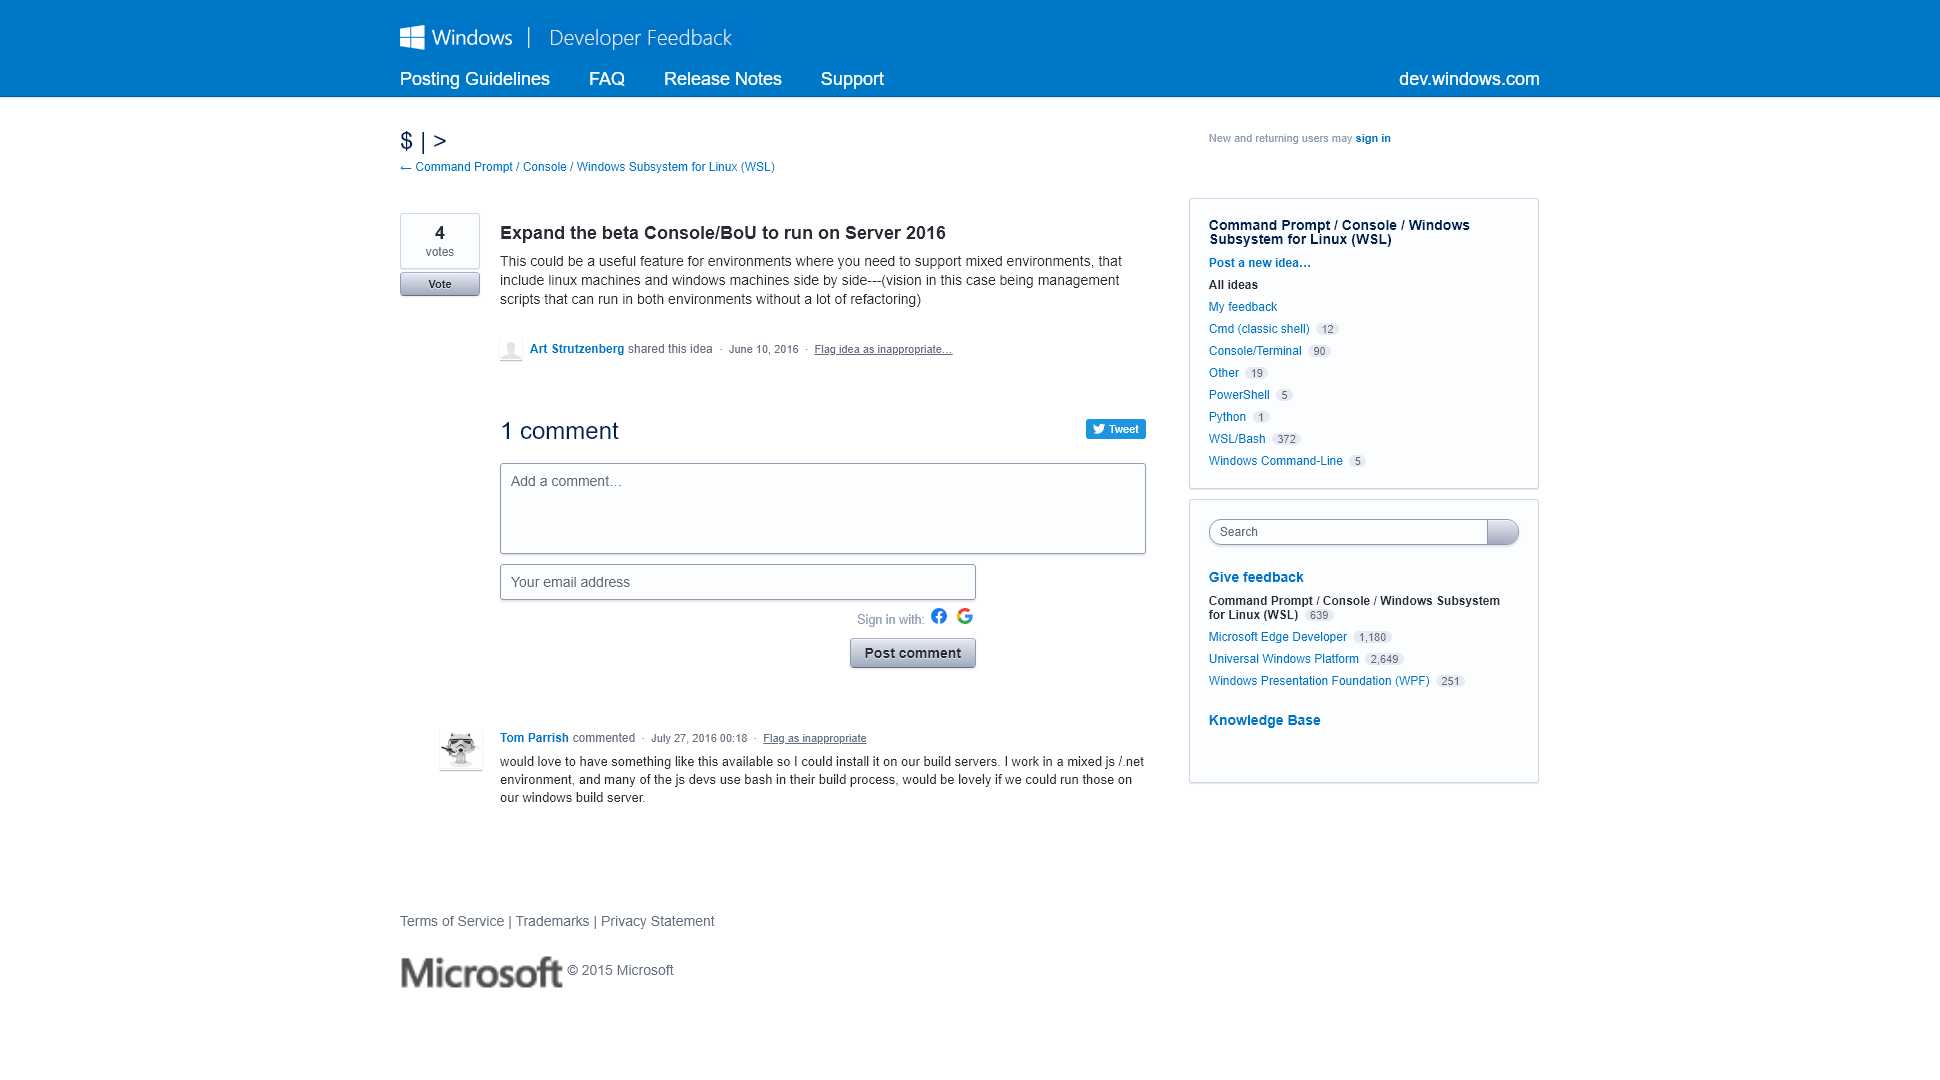 Windows | Developer Feedback
Posting Guidelines FAQ Release Notes Support dev.windows.com
$ | >
← Command Prompt / Console / Windows Subsystem for Linux (WSL)
New and returning users may sign in
4
votes
Vote
Expand the beta Console/BoU to run on Server 2016
This could be a useful feature for environments where you need to support mixed environments, that
include linux machines and windows machines side by side---(vision in this case being management
scripts that can run in both environments without a lot of refactoring)
Art Strutzenberg shared this idea · June 10, 2016 · Flag idea as inappropriate…
1 comment
Tweet
Add a comment…
Your email address
Sign in with:
Post comment
Tom Parrish commented · July 27, 2016 00:18 · Flag as inappropriate
would love to have something like this available so I could install it on our build servers. I work in a mixed js /.net
environment, and many of the js devs use bash in their build process, would be lovely if we could run those on
our windows build server.
Command Prompt / Console / Windows
Subsystem for Linux (WSL)
Post a new idea…
All ideas
My feedback
Cmd (classic shell) 12
Console/Terminal 90
Other 19
PowerShell 5
Python 1
WSL/Bash 372
Windows Command-Line 5
Search
Give feedback
Command Prompt / Console / Windows Subsystem
for Linux (WSL) 639
Microsoft Edge Developer 1,180
Universal Windows Platform 2,649
Windows Presentation Foundation (WPF) 251
Knowledge Base
Terms of Service | Trademarks | Privacy Statement
Microsoft © 2015 Microsoft